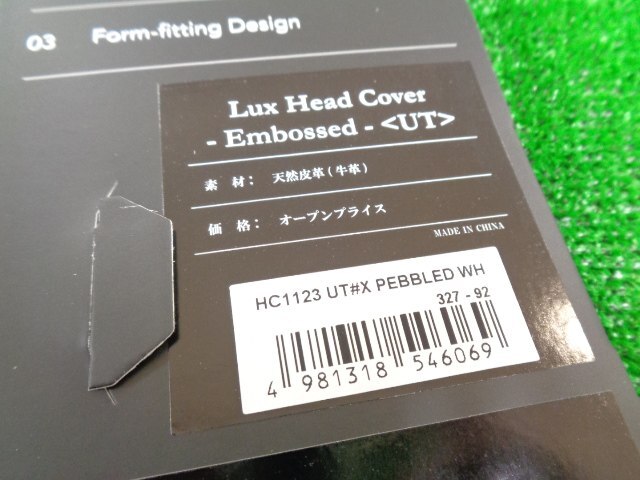 03 Form-fitting Design
Lux Head Cover
- Embossed - <UT>
素 材： 天然皮革(牛革)
価 格： オープンプライス
MADE IN CHINA
HC1123 UT#X PEBBLED WH
327 - 92
4 981318 546069